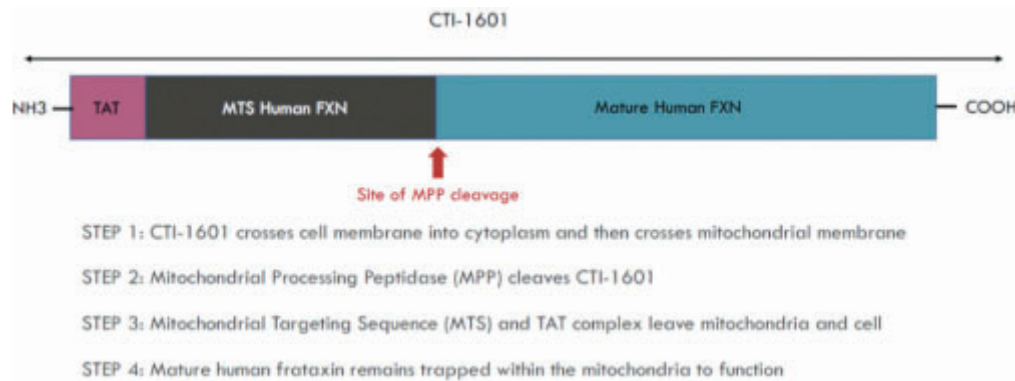 CTI-1601
NH3 TAT MTS Human FXN Mature Human FXN COOH
Site of MPP cleavage
STEP 1: CTI-1601 crosses cell membrane into cytoplasm and then crosses mitochondrial membrane
STEP 2: Mitochondrial Processing Peptidase (MPP) cleaves CTI-1601
STEP 3: Mitochondrial Targeting Sequence (MTS) and TAT complex leave mitochondria and cell
STEP 4: Mature human frataxin remains trapped within the mitochondria to function